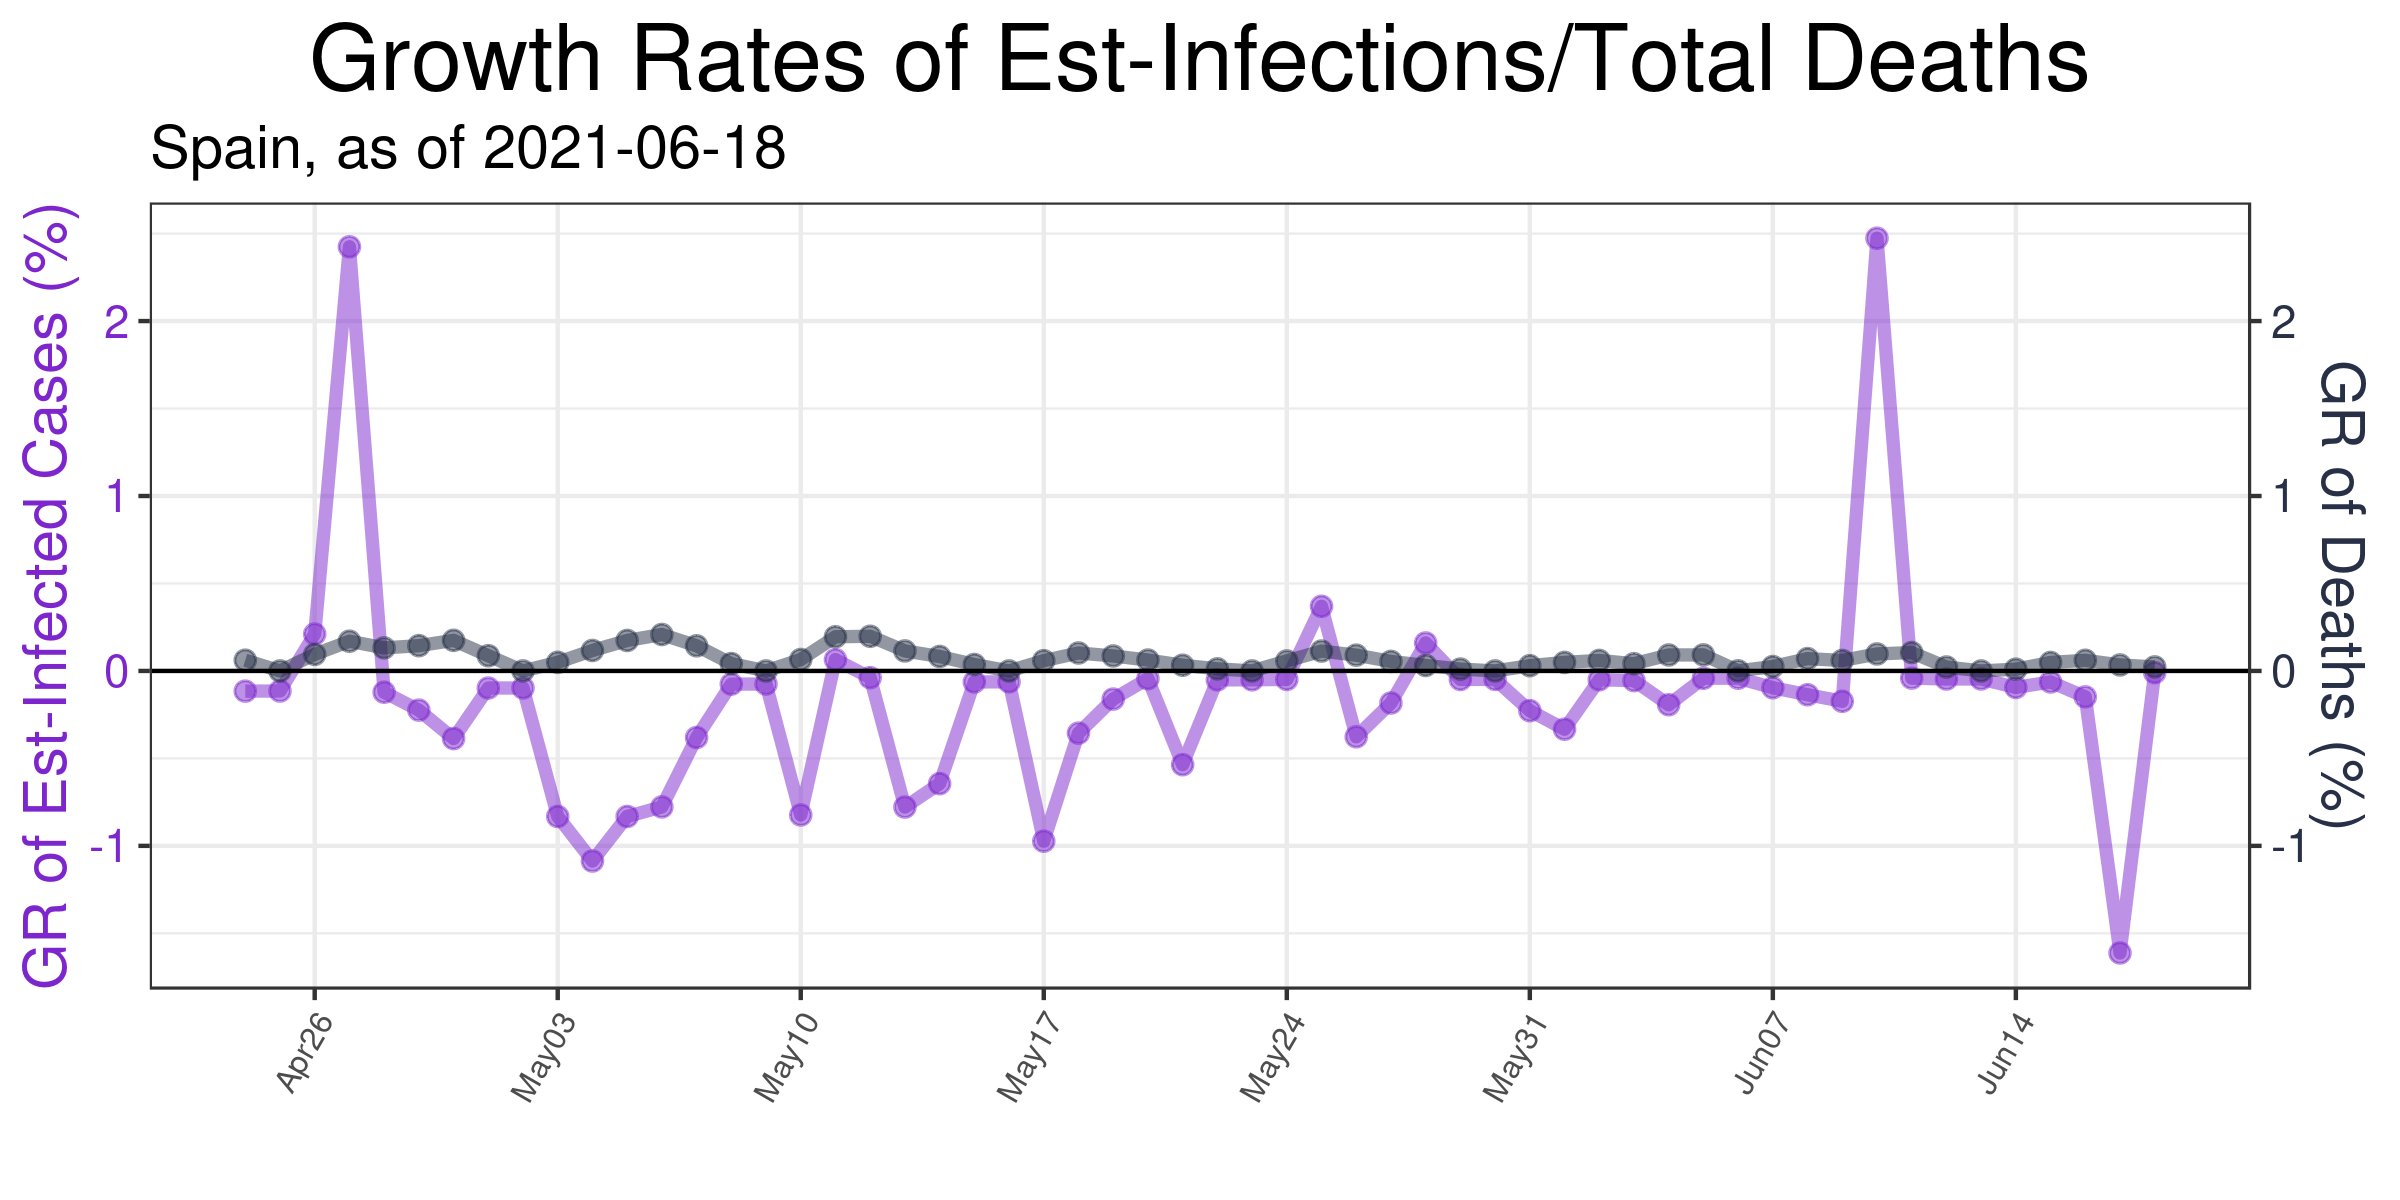 Growth Rates of Est-Infections/Total Deaths
Spain, as of 2021-06-18
GR of Est-Infected Cases (%)
2
1
0
-1
2
1
0
-1
GR of Deaths (%)
Apr26
May03
May10
May17
May24
May31
Jun07
Jun14